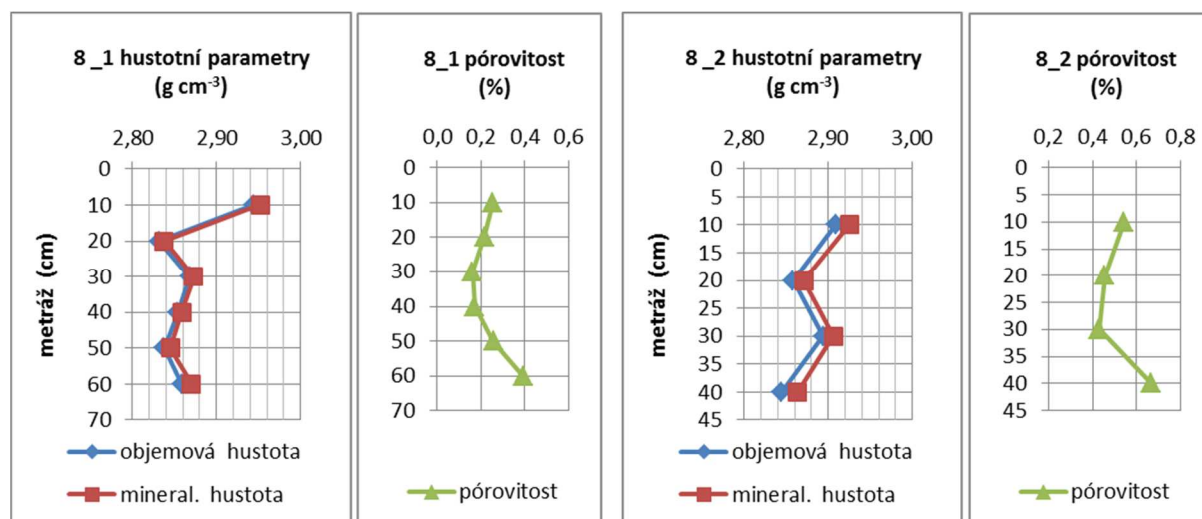 8 _1 hustotní parametry
(g cm-3)
2,80 2,90 3,00
0
10
20
30
40
50
60
70
metráž (cm)
objemová hustota
mineral. hustota
8_1 pórovitost
(%)
0,0 0,2 0,4 0,6
0
10
20
30
40
50
60
70
pórovitost
8 _2 hustotní parametry
(g cm-3)
2,80 2,90 3,00
0
5
10
15
20
25
30
35
40
45
metráž (cm)
objemová hustota
mineral. hustota
8_2 pórovitost
(%)
0,2 0,4 0,6 0,8
0
5
10
15
20
25
30
35
40
45
pórovitost